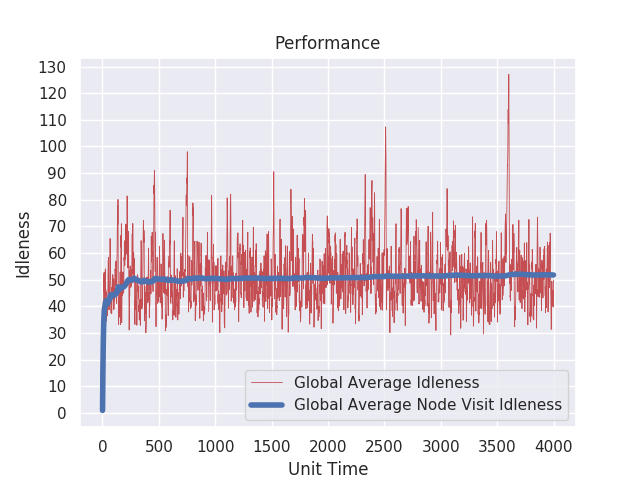 Performance
130
120
110
100
90
80
70
60
50
40
30
20
10
0
Idleness
Global Average Idleness
Global Average Node Visit Idleness
0 500 1000 1500 2000 2500 3000 3500 4000
Unit Time